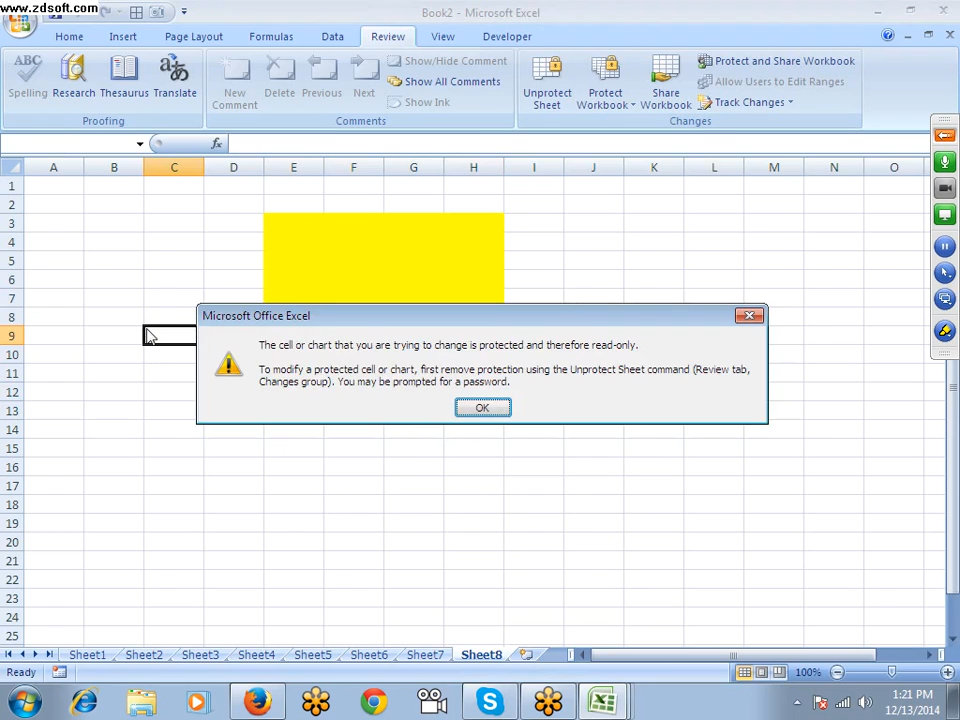 www.zdsoft.com
Book2 - Microsoft Excel
Home Insert Page Layout Formulas Data Review View Developer
ABC
Spelling Research Thesaurus Translate
Proofing
New Comment Delete Previous Next
Show/Hide Comment
Show All Comments
Show Ink
Comments
Unprotect Sheet Protect Workbook Share Workbook
Protect and Share Workbook
Allow Users to Edit Ranges
Track Changes
Changes
fx
A B C D E F G H I J K L M N O
1
2
3
4
5
6
7
8
9
10
11
12
13
14
15
16
17
18
19
20
21
22
23
24
25
Microsoft Office Excel
The cell or chart that you are trying to change is protected and therefore read-only.
To modify a protected cell or chart, first remove protection using the Unprotect Sheet command (Review tab,
Changes group). You may be prompted for a password.
OK
Sheet1 Sheet2 Sheet3 Sheet4 Sheet5 Sheet6 Sheet7 Sheet8
Ready
100%
1:21 PM
12/13/2014